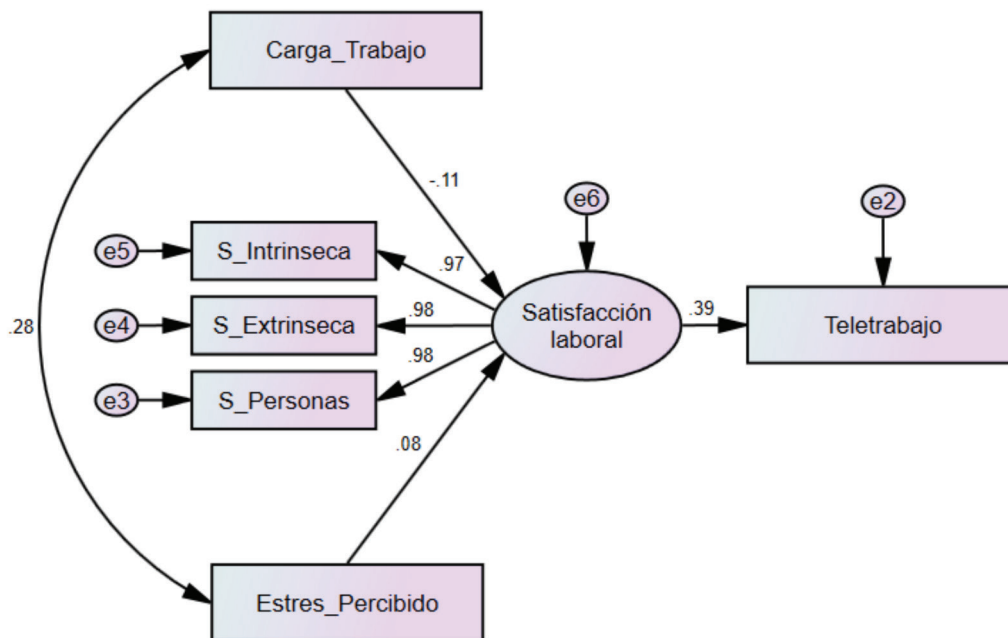 Carga_Trabajo
-.11
e6
e2
e5
S_Intrinseca
.97
.28
e4
S_Extrinseca
.98
Satisfacción
laboral
.39
Teletrabajo
.98
e3
S_Personas
.08
Estres_Percibido